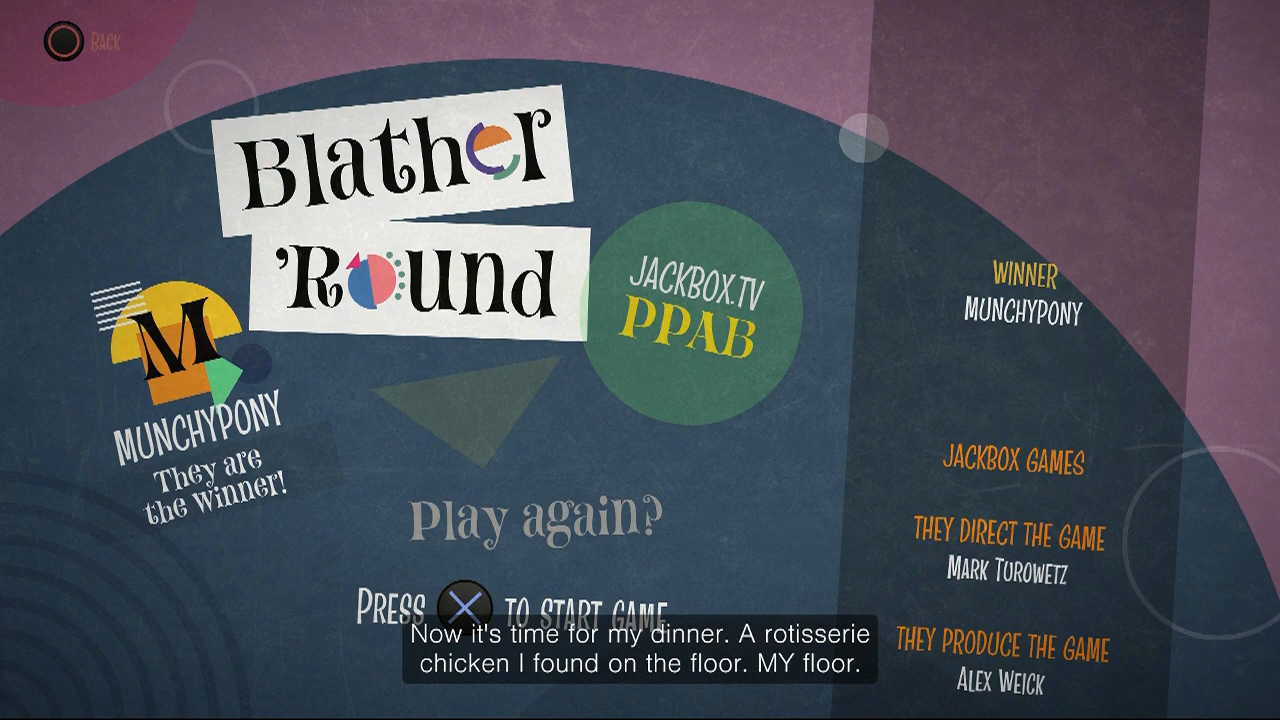 Back
Blather
'Round
JACKBOX.TV
PPAB
M
MUNCHYPONY
They are
the Winner!
Play again?
PRESS TO START GAME
Now it's time for my dinner. A rotisserie
chicken I found on the floor. MY floor.
WINNER
MUNCHYPONY
JACKBOX GAMES
THEY DIRECT THE GAME
MARK TUROWETZ
THEY PRODUCE THE GAME
ALEX WEICK